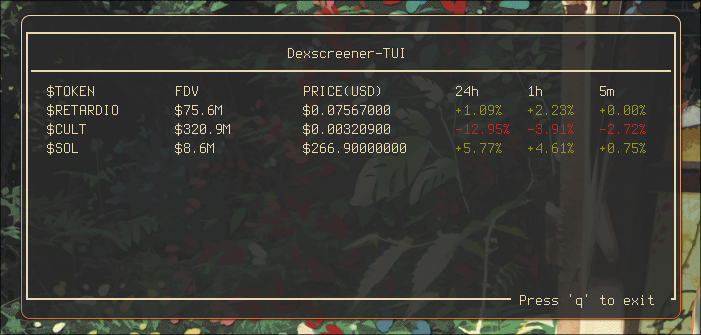 Dexscreener-TUI
$TOKEN FDV PRICE(USD) 24h 1h 5m
$RETARDIO $75.6M $0.07567000 +1.09% +2.23% +0.00%
$CULT $320.9M $0.00320900 -12.95% -3.91% -2.72%
$SOL $8.6M $266.90000000 +5.77% +4.61% +0.75%
Press 'q' to exit